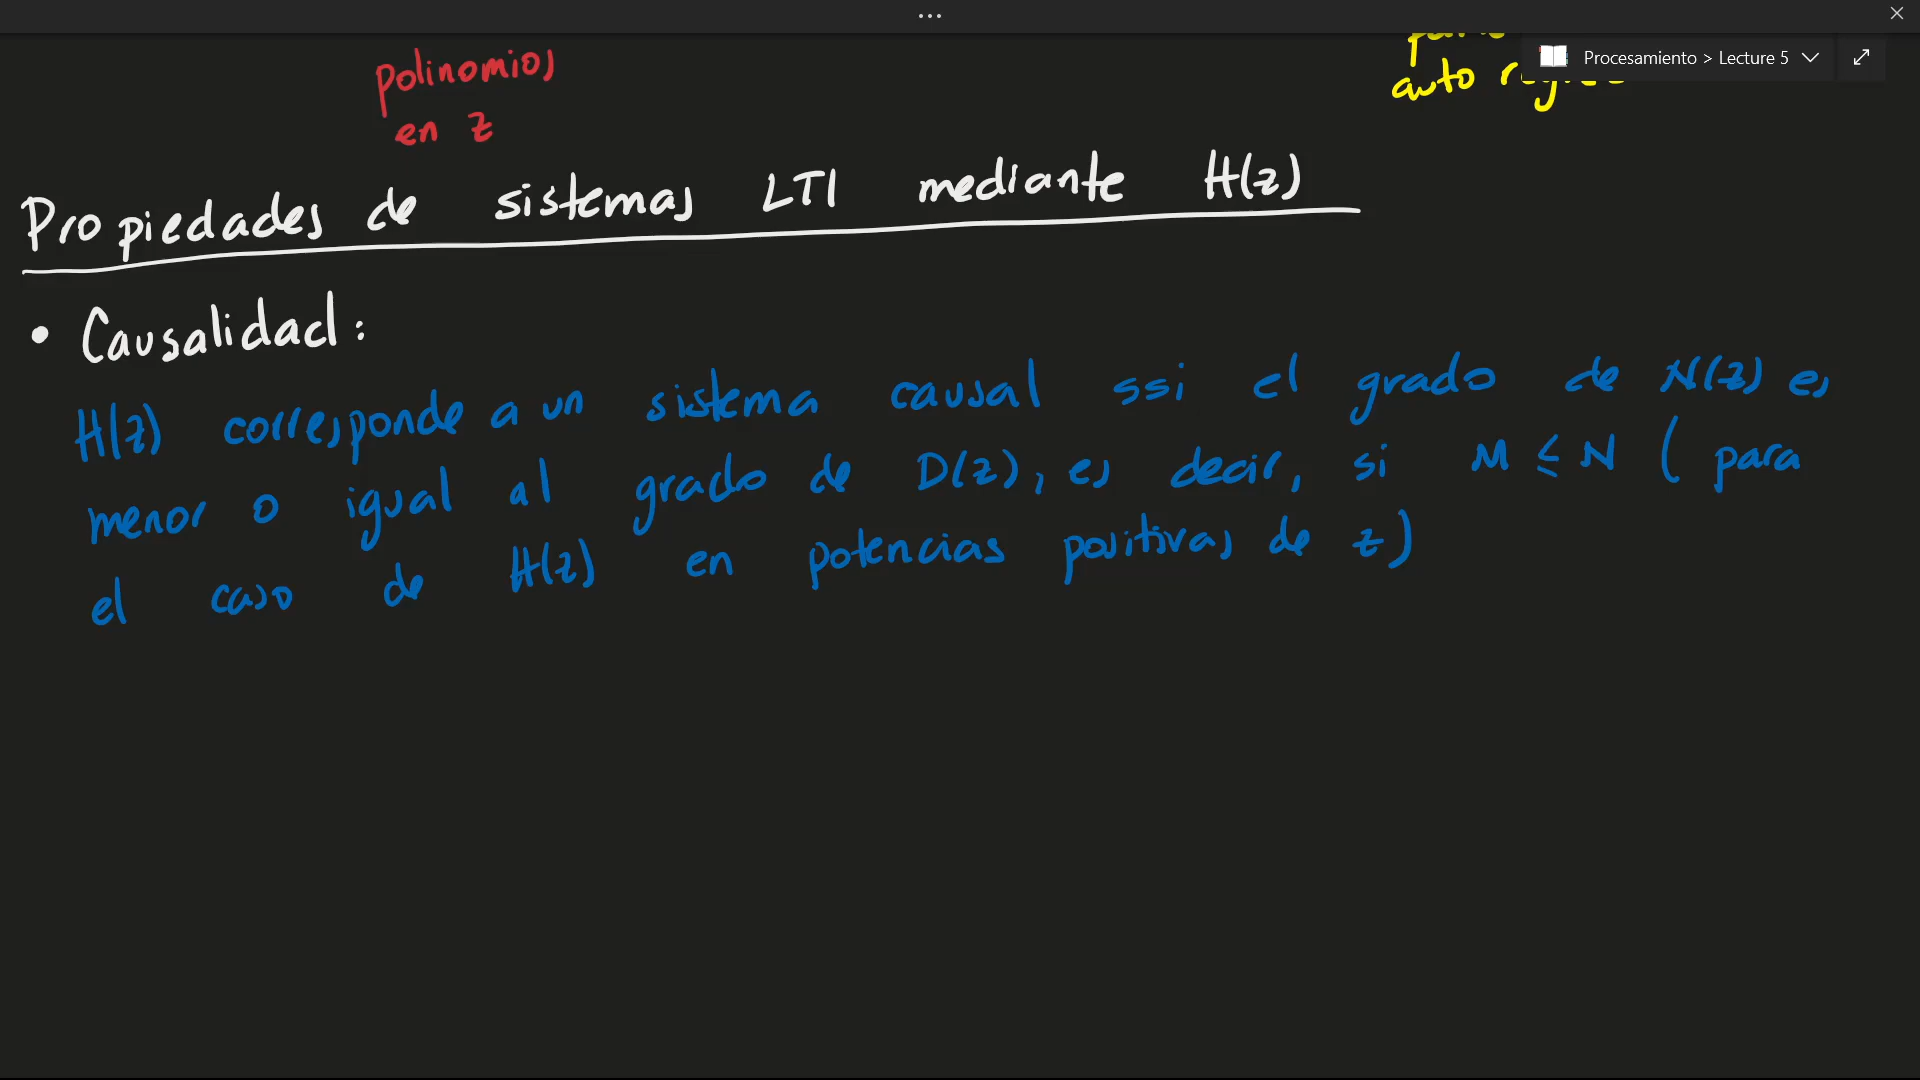 Procesamiento > Lecture 5
polinomios
en z
auto
Propiedades de sistemas LTI mediante H(z)
• Causalidad:
H(z) corresponde a un sistema causal ssi el grado de N(z) es
menor o igual al grado de D(z), es decir, si M ≤ N ( para
el caso de H(z) en potencias positivas de z)